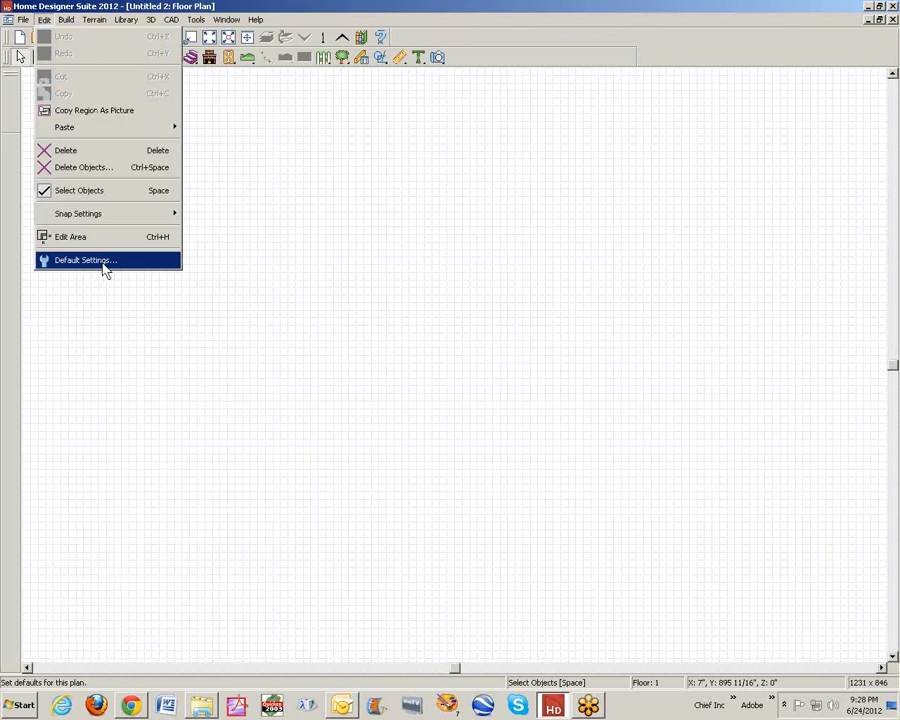 Home Designer Suite 2012 - [Untitled 2: Floor Plan]
File Edit Build Terrain Library 3D CAD Tools Window Help
Undo Ctrl+Z
Redo Ctrl+Y
Cut Ctrl+X
Copy Ctrl+C
Copy Region As Picture
Paste
Delete Delete
Delete Objects... Ctrl+Space
Select Objects Space
Snap Settings
Edit Area Ctrl+H
Default Settings...
Set defaults for this plan. Select Objects [Space] Floor: 1 X: 7", Y: 895 11/16", Z: 0" 1231 x 846
Start Chief Inc » Adobe » 9:28 PM
6/24/2012